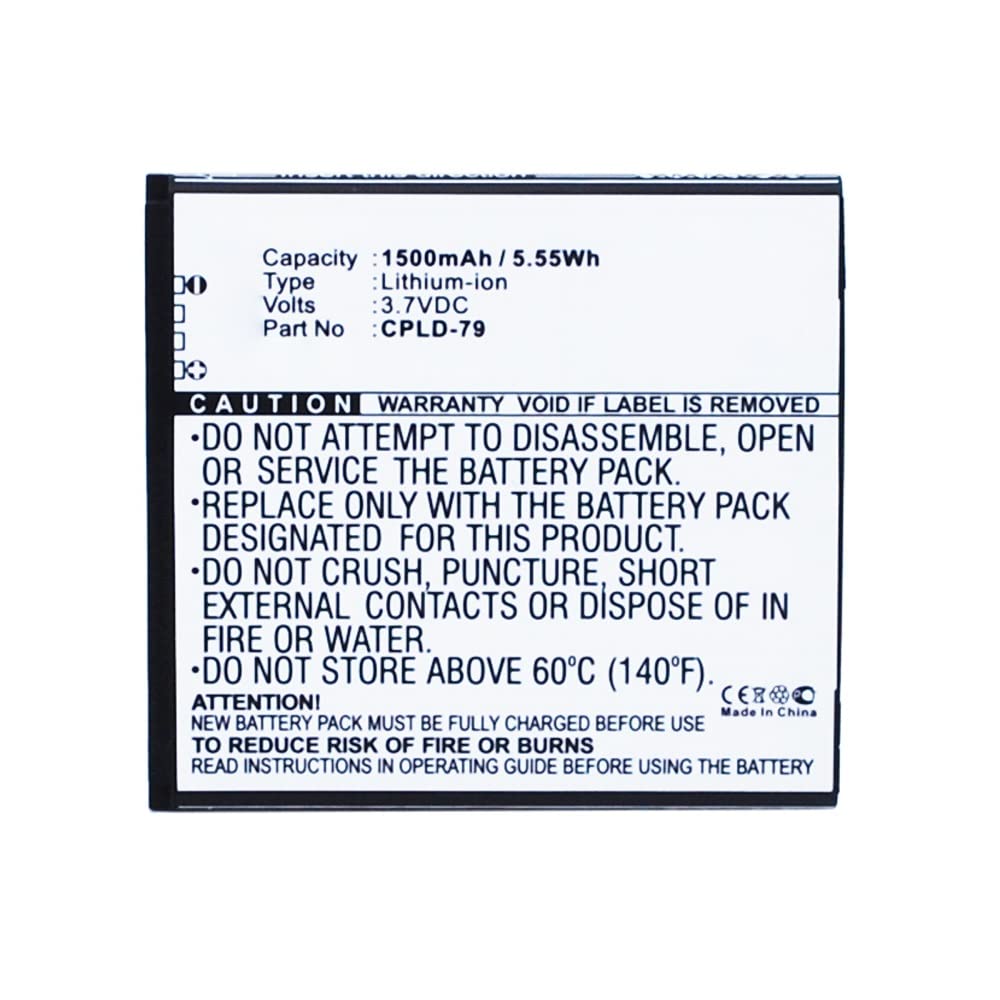 Capacity : 1500mAh / 5.55Wh
Type : Lithium-ion
Volts : 3.7VDC
Part No : CPLD-79
CAUTION WARRANTY VOID IF LABEL IS REMOVED
•DO NOT ATTEMPT TO DISASSEMBLE, OPEN
OR SERVICE THE BATTERY PACK.
•REPLACE ONLY WITH THE BATTERY PACK
DESIGNATED FOR THIS PRODUCT.
•DO NOT CRUSH, PUNCTURE, SHORT
EXTERNAL CONTACTS OR DISPOSE OF IN
FIRE OR WATER.
•DO NOT STORE ABOVE 60°C (140°F).
CE
Made In China
ATTENTION!
NEW BATTERY PACK MUST BE FULLY CHARGED BEFORE USE
TO REDUCE RISK OF FIRE OR BURNS
READ INSTRUCTIONS IN OPERATING GUIDE BEFORE USING THE BATTERY